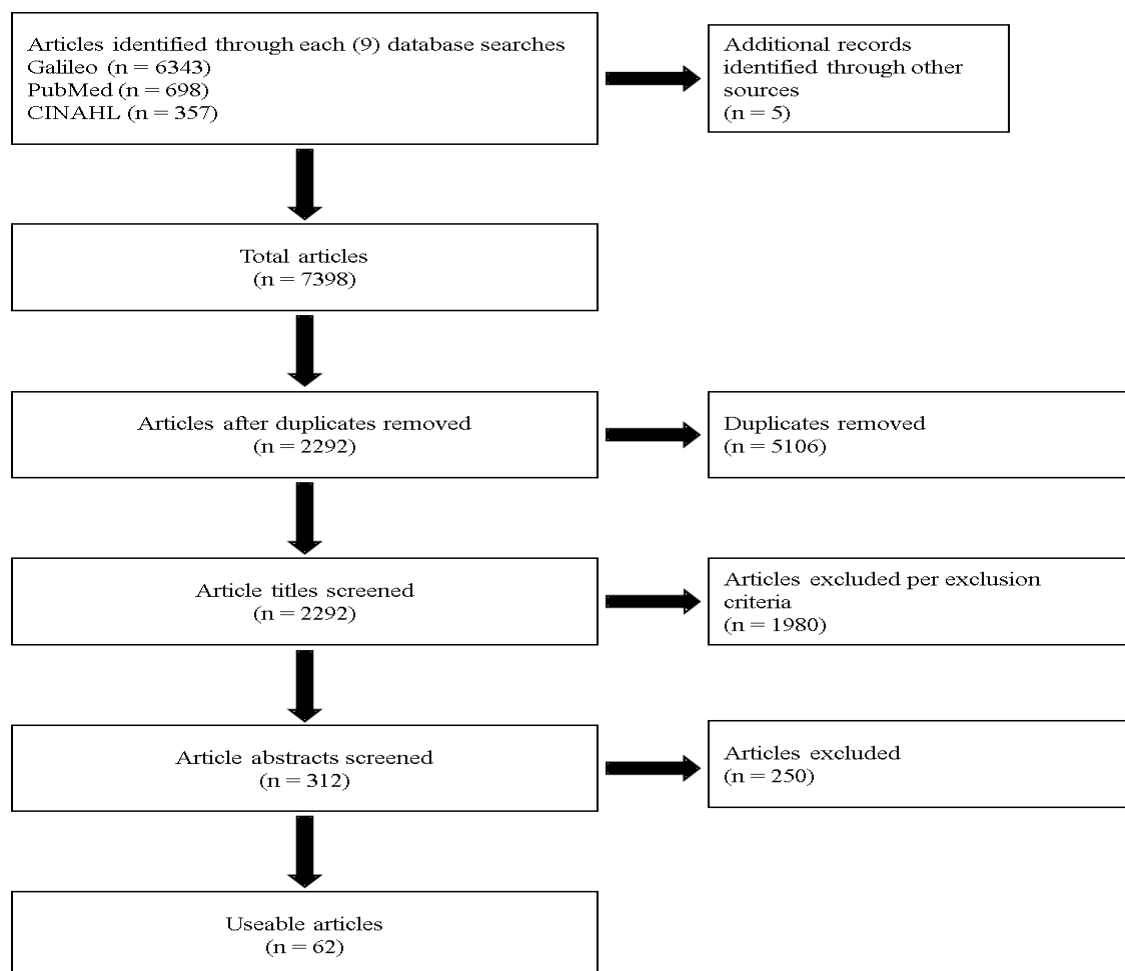 Articles identified through each (9) database searches
Galileo (n = 6343)
PubMed (n = 698)
CINAHL (n = 357)
Additional records
identified through other
sources
(n = 5)
Total articles
(n = 7398)
Articles after duplicates removed
(n = 2292)
Duplicates removed
(n = 5106)
Article titles screened
(n = 2292)
Articles excluded per exclusion
criteria
(n = 1980)
Article abstracts screened
(n = 312)
Articles excluded
(n = 250)
Useable articles
(n = 62)